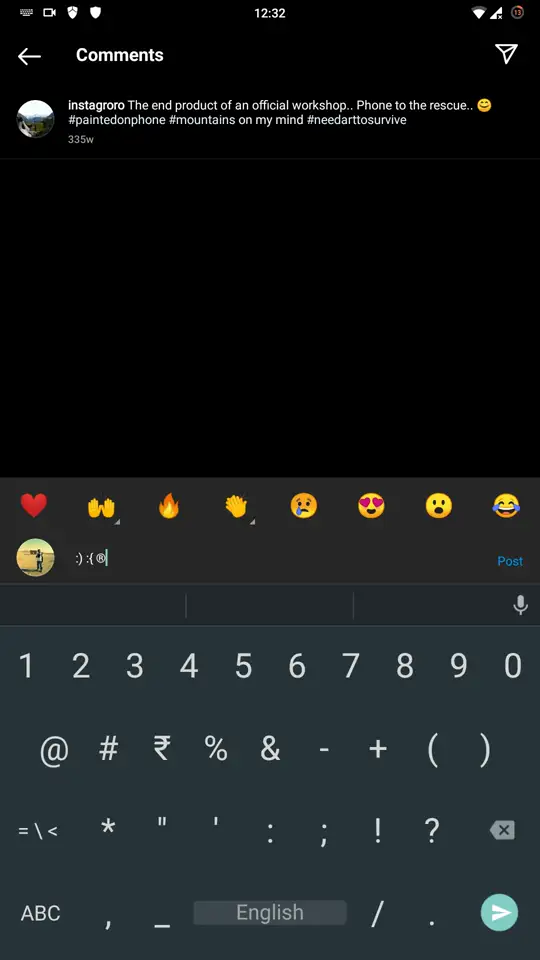 12:32
13
Comments
instagroro The end product of an official workshop.. Phone to the rescue.. 😊
#paintedonphone #mountains on my mind #needarttosurvive
335w
:) :{ ®
Post
1 2 3 4 5 6 7 8 9 0
@ # ₹ % & - + ( )
= \ < * " ' : ; ! ?
ABC , _ English / .